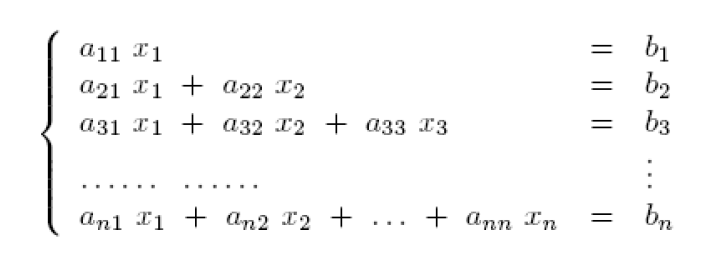 a₁₁ x₁ = b₁
a₂₁ x₁ + a₂₂ x₂ = b₂
a₃₁ x₁ + a₃₂ x₂ + a₃₃ x₃ = b₃
...... ...... ⋮
aₙ₁ x₁ + aₙ₂ x₂ + ... + aₙₙ xₙ = bₙ